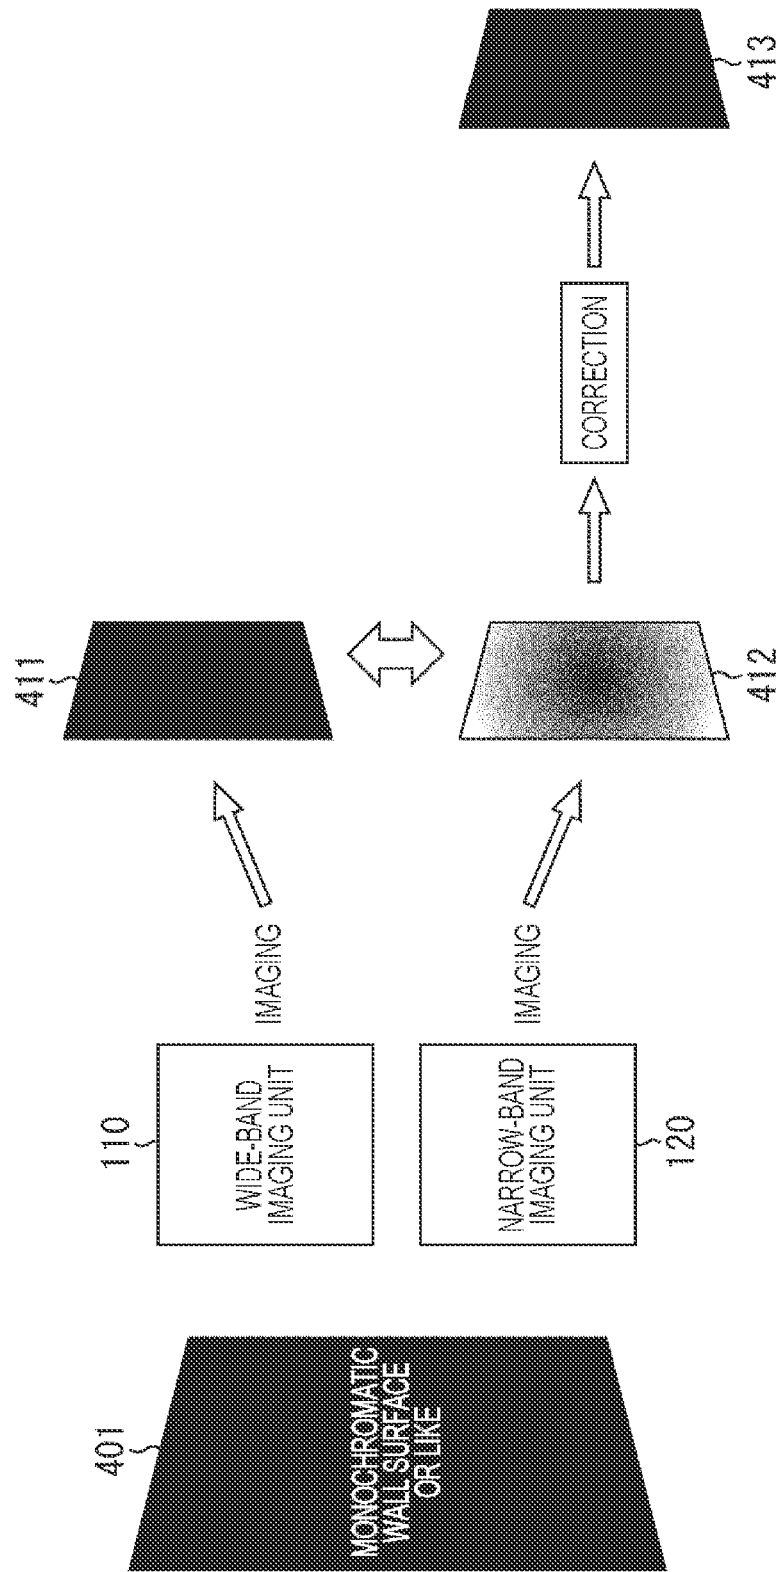 401
MONOCHROMATIC
WALL SURFACE
OR LIKE
110
WIDE-BAND
IMAGING UNIT
NARROW-BAND
IMAGING UNIT
120
IMAGING
IMAGING
411
412
CORRECTION
413